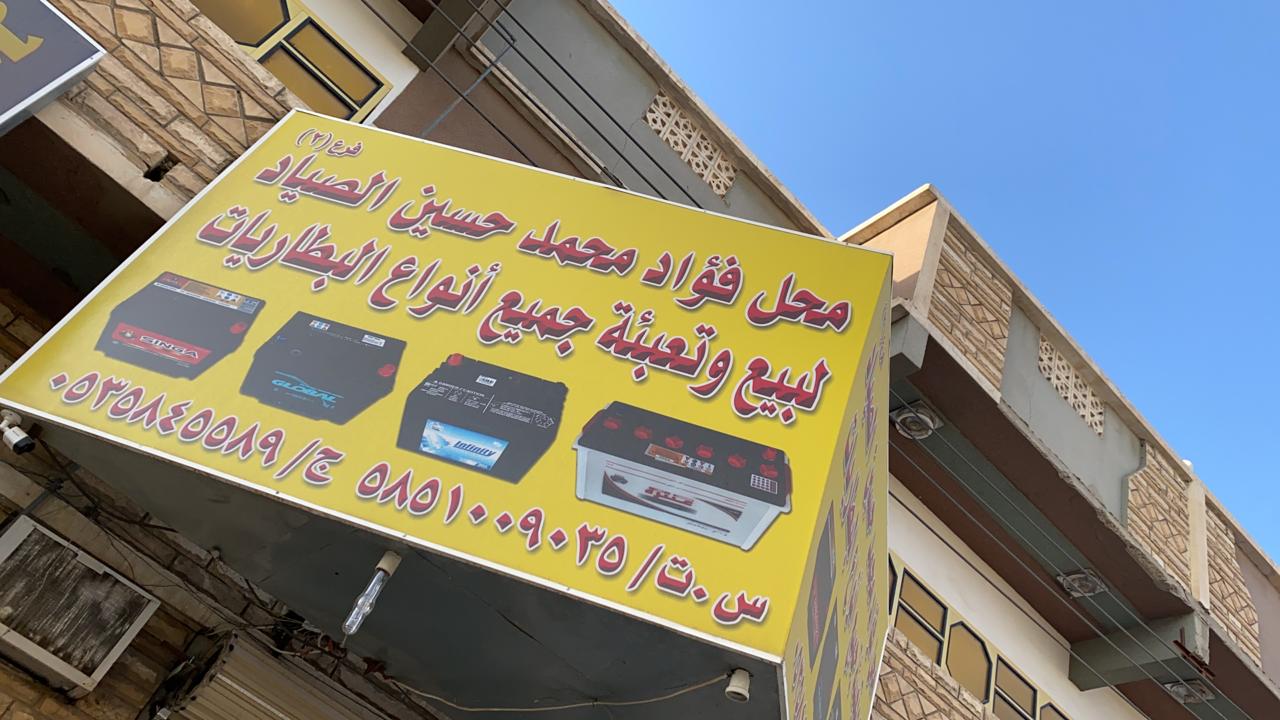 فرع (٢)
محل فؤاد محمد حسين الصياد
لبيع وتعبئة جميع أنواع البطاريات
SINGA
GLOBAL
Infinity
س.ت/ ٥٨٥١٠٠٩٠٣٥ ج/ ٠٥٣٥٨٤٥٥٨٩